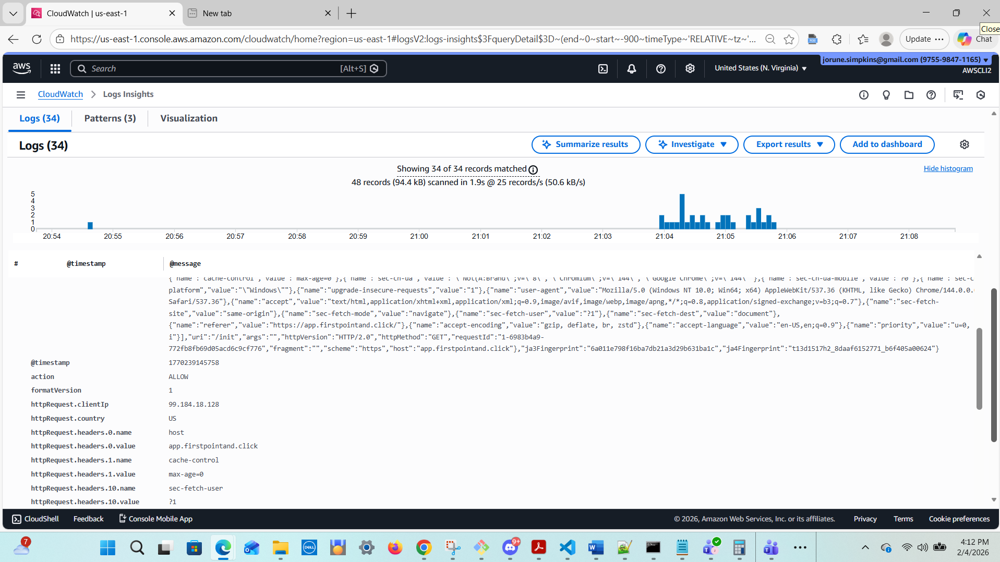 CloudWatch | us-east-1
New tab
https://us-east-1.console.aws.amazon.com/cloudwatch/home?region=us-east-1#logsV2:logs-insights$3FqueryDetail$3D~(end~0~start~-900~timeType~'RELATIVE~tz~'...
Update
Chat
Close
aws
Search
[Alt+S]
United States (N. Virginia)
jorune.simpkins@gmail.com (9755-9847-1165)
AWSCLI2
CloudWatch
Logs Insights
Logs (34)
Patterns (3)
Visualization
Logs (34)
Summarize results
Investigate
Export results
Add to dashboard
Showing 34 of 34 records matched
Hide histogram
48 records (94.4 kB) scanned in 1.9s @ 25 records/s (50.6 kB/s)
5
4
3
2
1
0
20:54
20:55
20:56
20:57
20:58
20:59
21:00
21:01
21:02
21:03
21:04
21:05
21:06
21:07
21:08
#
@timestamp
@message
{"name":"cache-control","value":"max-age=0"},{"name":"sec-ch-ua","value":"\"Not(A:Brand\";v=\"8\", \"Chromium\";v=\"144\", \"Google Chrome\";v=\"144\""},{"name":"sec-ch-ua-mobile","value":"?0"},{"name":"sec-c
platform","value":"\"Windows\""},{"name":"upgrade-insecure-requests","value":"1"},{"name":"user-agent","value":"Mozilla/5.0 (Windows NT 10.0; Win64; x64) AppleWebKit/537.36 (KHTML, like Gecko) Chrome/144.0.0.
Safari/537.36"},{"name":"accept","value":"text/html,application/xhtml+xml,application/xml;q=0.9,image/avif,image/webp,image/apng,*/*;q=0.8,application/signed-exchange;v=b3;q=0.7"},{"name":"sec-fetch-
site","value":"same-origin"},{"name":"sec-fetch-mode","value":"navigate"},{"name":"sec-fetch-user","value":"?1"},{"name":"sec-fetch-dest","value":"document"},
{"name":"referer","value":"https://app.firstpointand.click/"},{"name":"accept-encoding","value":"gzip, deflate, br, zstd"},{"name":"accept-language","value":"en-US,en;q=0.9"},{"name":"priority","value":"u=0,
i"}],"uri":"/init","args":"","httpVersion":"HTTP/2.0","httpMethod":"GET","requestId":"1-6983b4a9-
772fb8fb69d05acd6c9cf776","fragment":"","scheme":"https","host":"app.firstpointand.click"},"ja3Fingerprint":"6a011e798f16ba7db21a3d29b631ba1c","ja4Fingerprint":"t13d1517h2_8daaf6152771_b6f405a00624"}
@timestamp 1770239145758
action ALLOW
formatVersion 1
httpRequest.clientIp 99.184.18.128
httpRequest.country US
httpRequest.headers.0.name host
httpRequest.headers.0.value app.firstpointand.click
httpRequest.headers.1.name cache-control
httpRequest.headers.1.value max-age=0
httpRequest.headers.10.name sec-fetch-user
httpRequest.headers.10.value ?1
CloudShell
Feedback
Console Mobile App
© 2026, Amazon Web Services, Inc. or its affiliates.
Privacy
Terms
Cookie preferences
7
DELL
9+
4:12 PM
2/4/2026